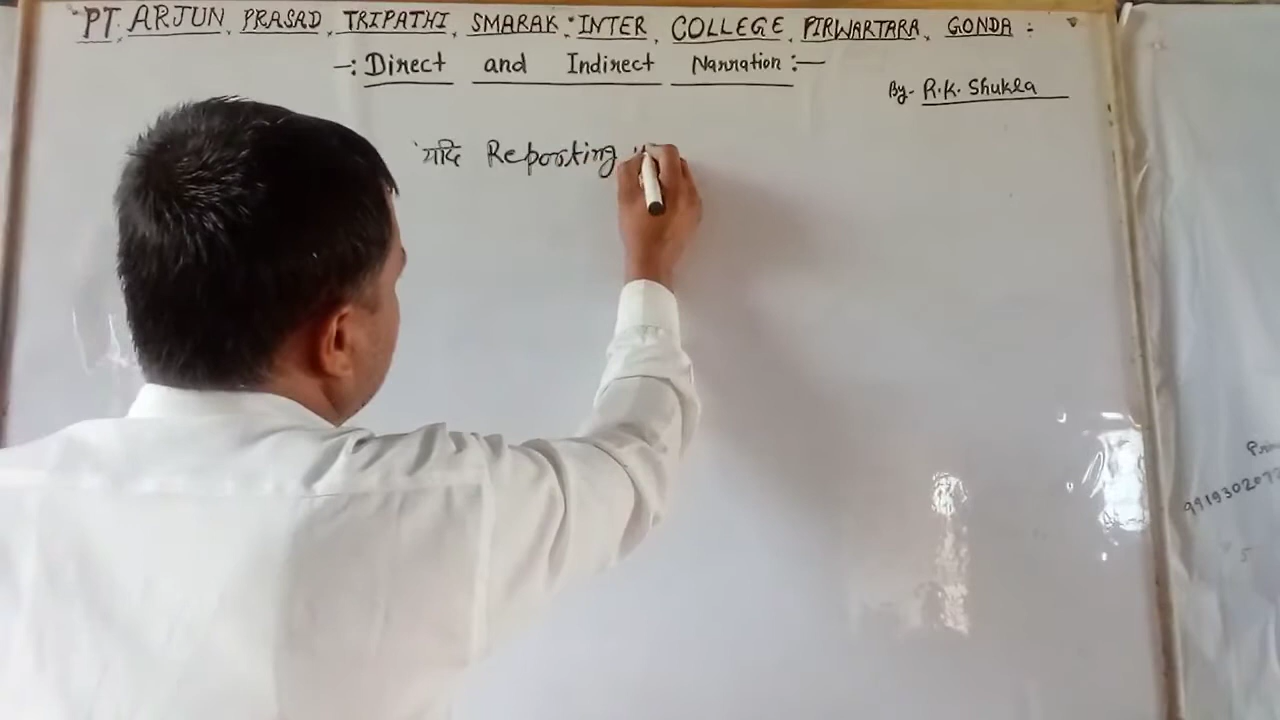 PT. ARJUN PRASAD TRIPATHI SMARAK INTER COLLEGE PIRWARTARA, GONDA :
-: Direct and Indirect Narration :-
By- R.K. Shukla
यदि Reporting